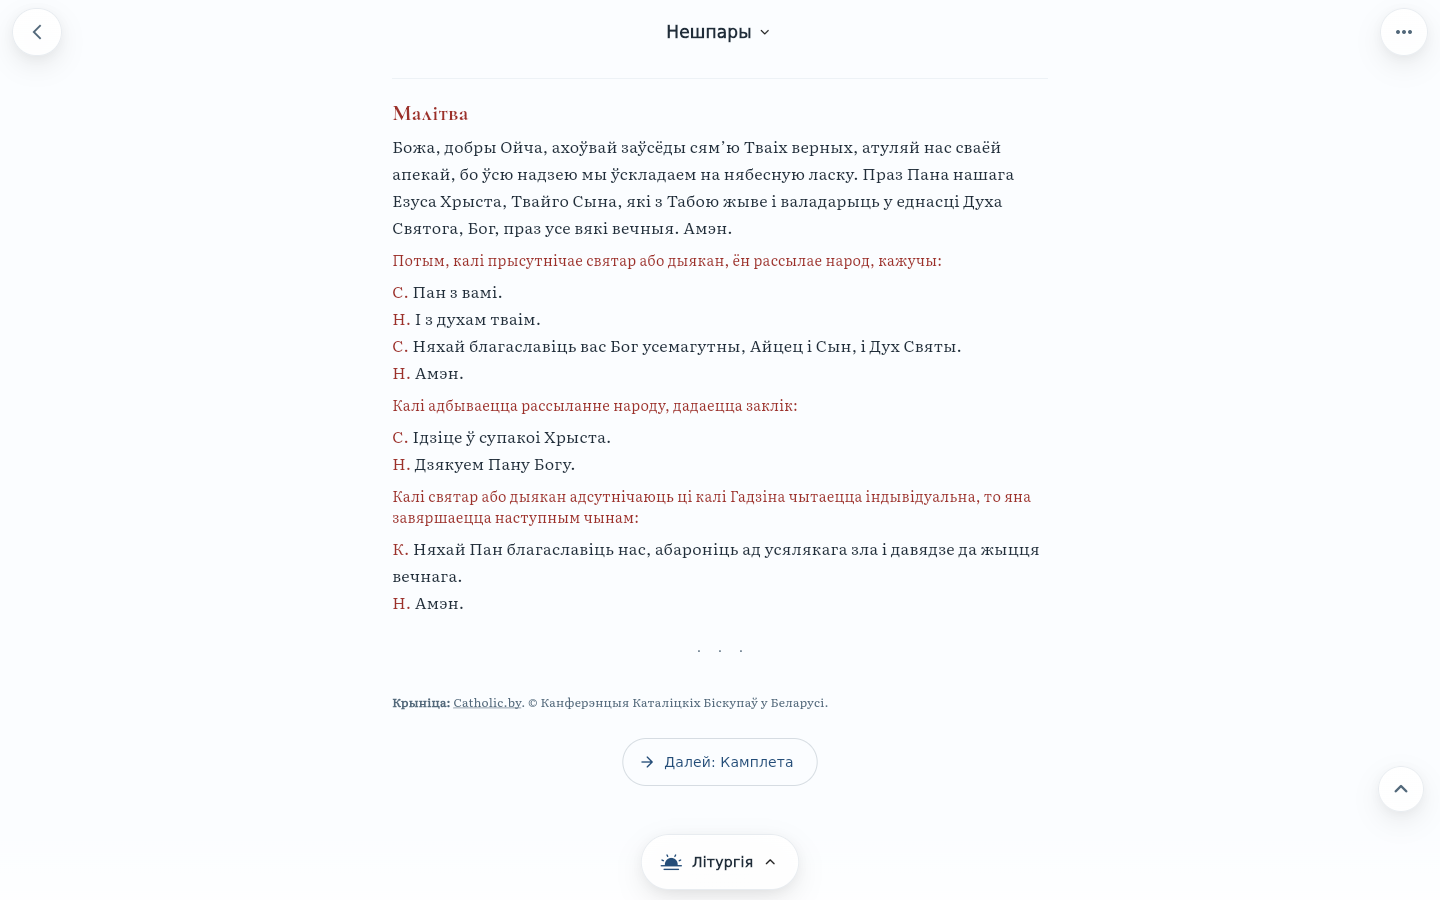 Нешпары
Малітва
Божа, добры Ойча, ахоўвай заўсёды сям’ю Тваіх верных, атуляй нас сваёй
апекай, бо ўсю надзею мы ўскладаем на нябесную ласку. Праз Пана нашага
Езуса Хрыста, Твайго Сына, які з Табою жыве і валадарыць у еднасці Духа
Святога, Бог, праз усе вякі вечныя. Амэн.
Потым, калі прысутнічае святар або дыякан, ён рассылае народ, кажучы:
С. Пан з вамі.
Н. І з духам тваім.
С. Няхай благаславіць вас Бог усемагутны, Айцец і Сын, і Дух Святы.
Н. Амэн.
Калі адбываецца рассыланне народу, дадаецца заклік:
С. Ідзіце ў супакоі Хрыста.
Н. Дзякуем Пану Богу.
Калі святар або дыякан адсутнічаюць ці калі Гадзіна чытаецца індывідуальна, то яна
завяршаецца наступным чынам:
К. Няхай Пан благаславіць нас, абароніць ад усялякага зла і давядзе да жыцця
вечнага.
Н. Амэн.
. . .
Крыніца: Catholic.by. © Канферэнцыя Каталіцкіх Біскупаў у Беларусі.
Далей: Камплета
Літургія